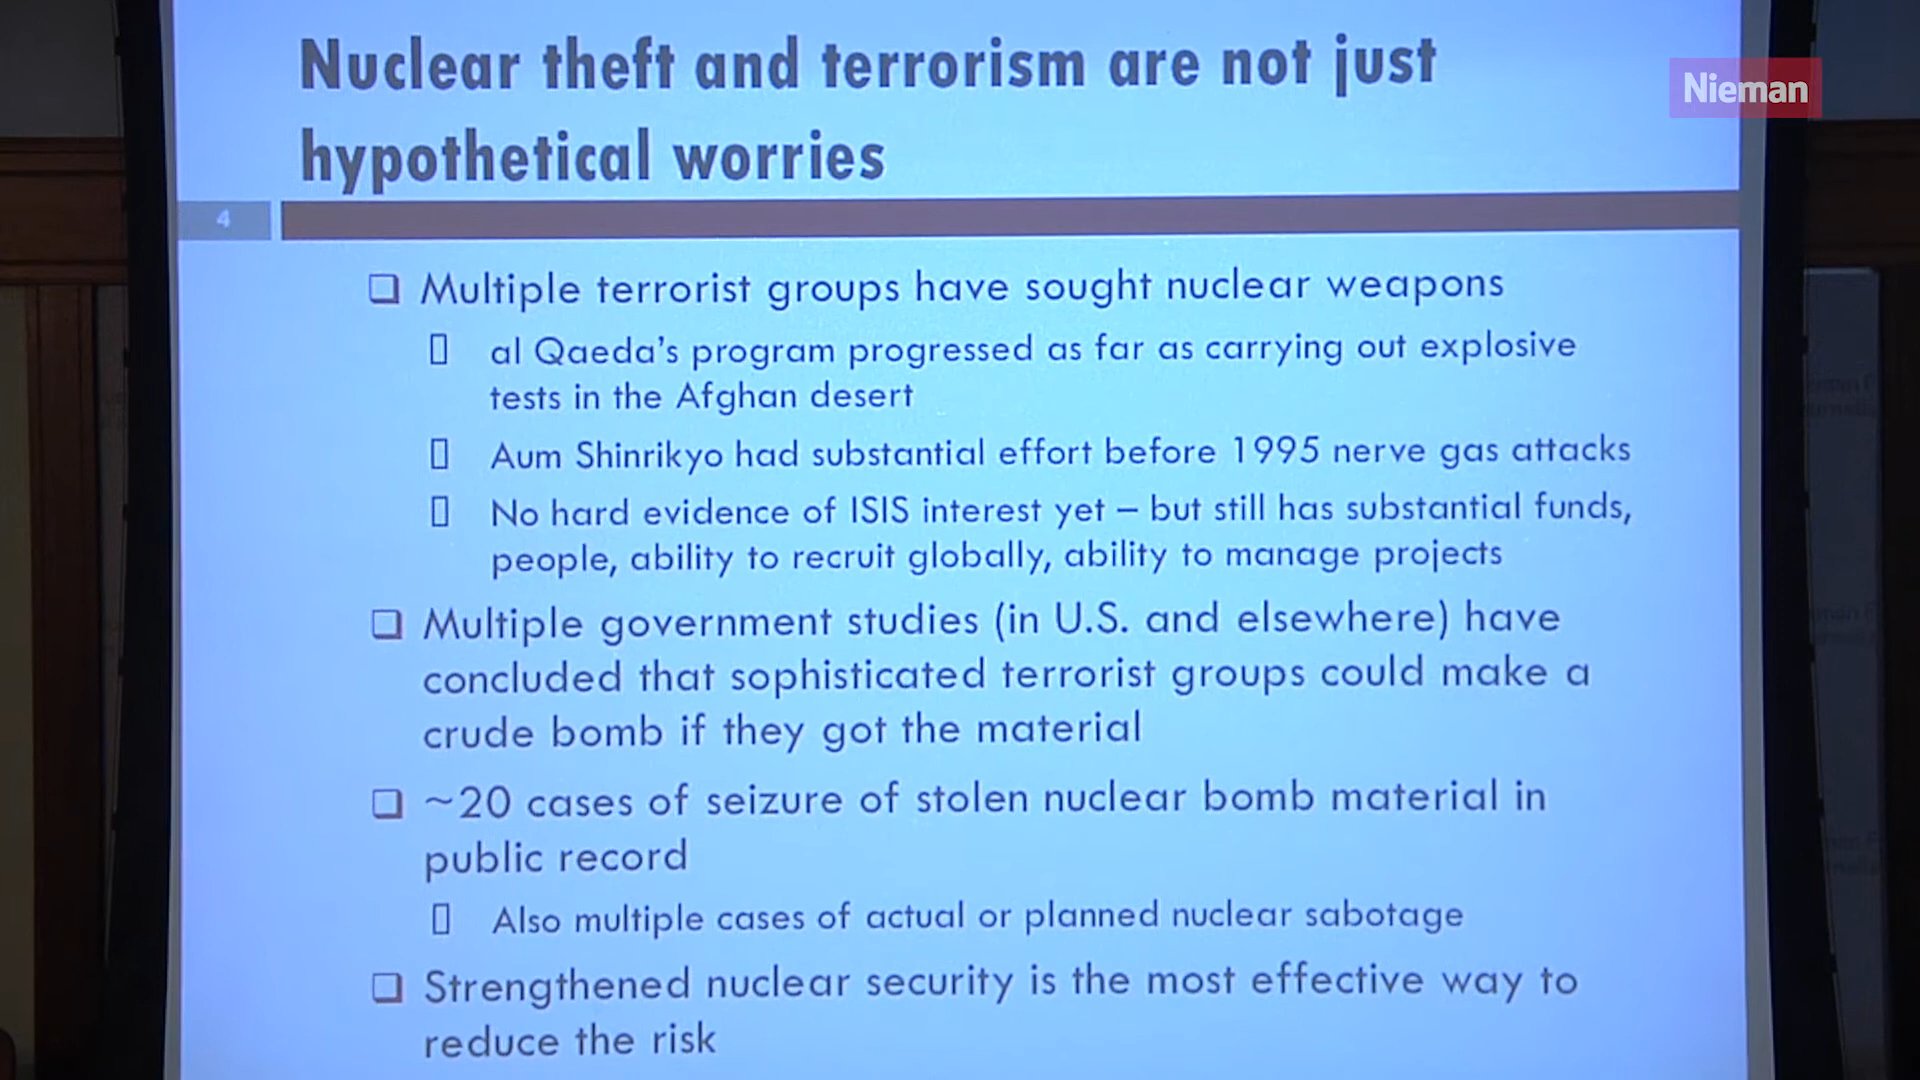 Nuclear theft and terrorism are not just
hypothetical worries
Nieman
4
❑ Multiple terrorist groups have sought nuclear weapons
▯ al Qaeda’s program progressed as far as carrying out explosive
tests in the Afghan desert
▯ Aum Shinrikyo had substantial effort before 1995 nerve gas attacks
▯ No hard evidence of ISIS interest yet – but still has substantial funds,
people, ability to recruit globally, ability to manage projects
❑ Multiple government studies (in U.S. and elsewhere) have
concluded that sophisticated terrorist groups could make a
crude bomb if they got the material
❑ ~20 cases of seizure of stolen nuclear bomb material in
public record
▯ Also multiple cases of actual or planned nuclear sabotage
❑ Strengthened nuclear security is the most effective way to
reduce the risk